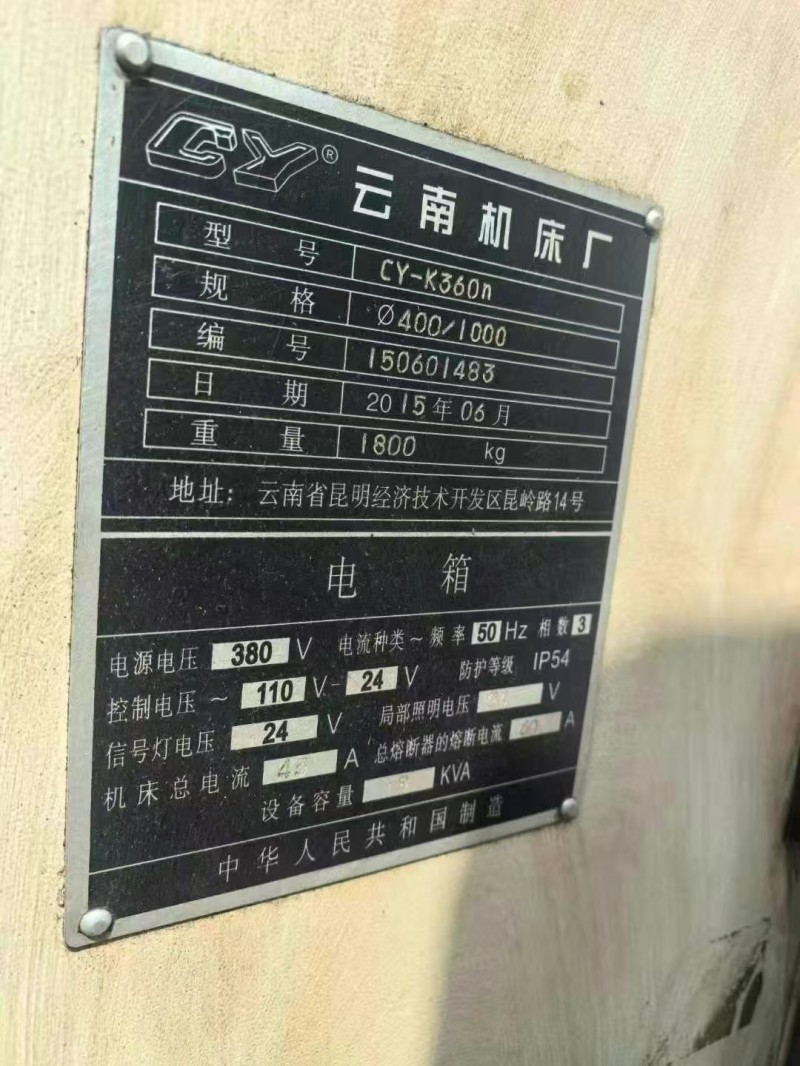 CY® 云南机床厂
型号 CY-K360n
规格 Ø400/1000
编号 150601483
日期 2015年06月
重量 1800 kg
地址：云南省昆明经济技术开发区昆岭路14号
电箱
电源电压 380 V 电流种类～ 频率 50 Hz 相数 3
控制电压～ 110 V- 24 V 防护等级 IP54
信号灯电压 24 V 局部照明电压 V
机床总电流 A 总熔断器的熔断电流 A
设备容量 KVA
中华人民共和国制造